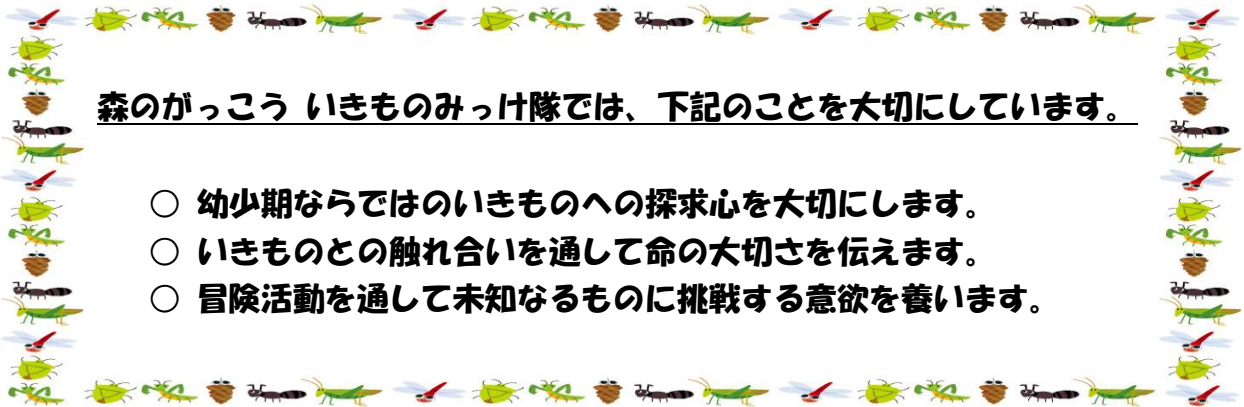 森のがっこう いきものみっけ隊では、下記のことを大切にしています。
○ 幼少期ならではのいきものへの探求心を大切にします。
○ いきものとの触れ合いを通して命の大切さを伝えます。
○ 冒険活動を通して未知なるものに挑戦する意欲を養います。